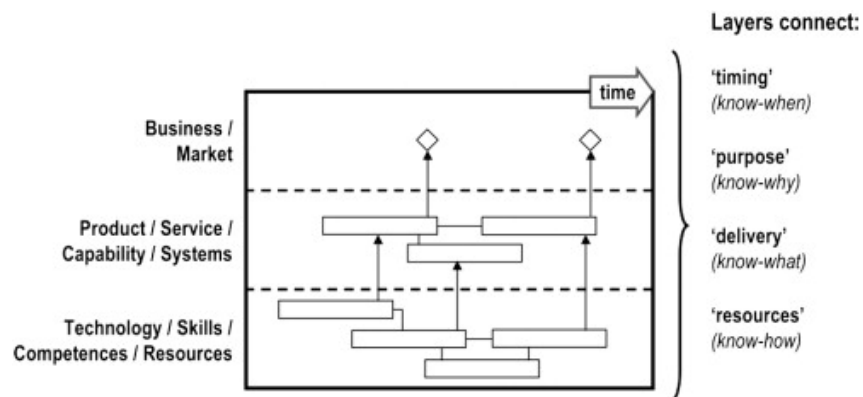 Layers connect:
time
‘timing’
(know-when)
Business /
Market
‘purpose’
(know-why)
Product / Service /
Capability / Systems
‘delivery’
(know-what)
Technology / Skills /
Competences / Resources
‘resources’
(know-how)